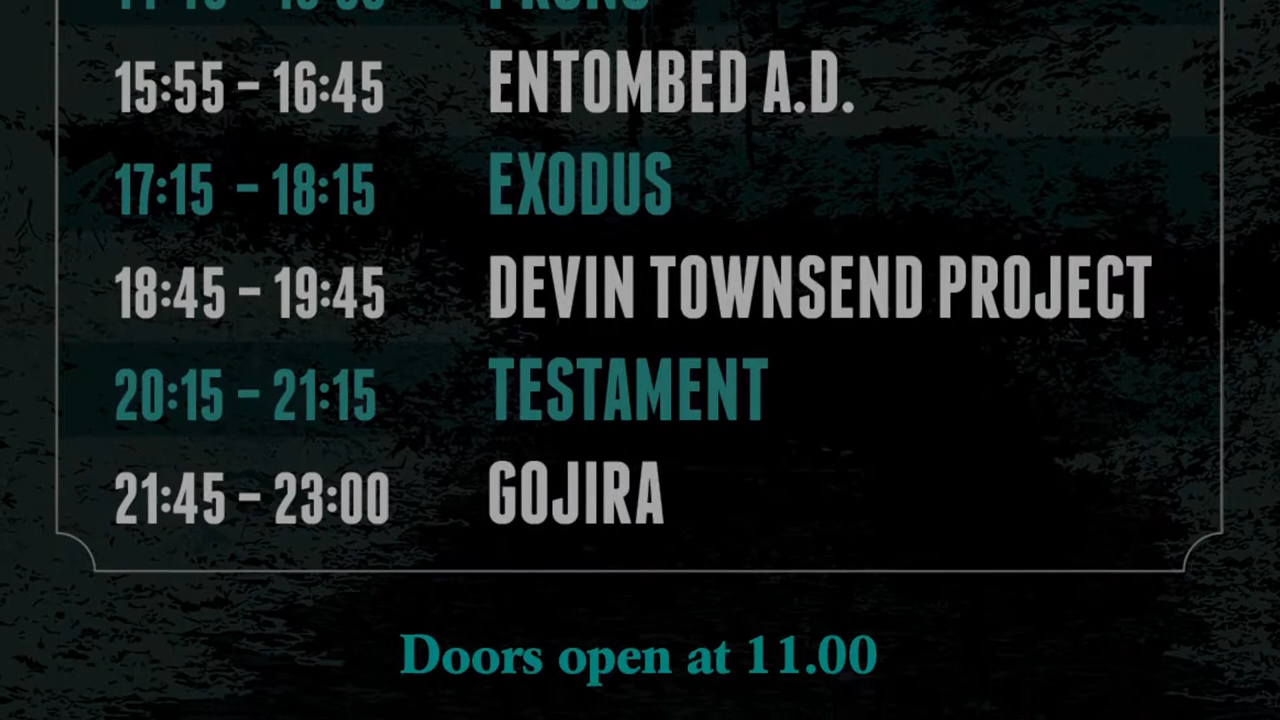 15:55 – 16:45 ENTOMBED A.D.
17:15 – 18:15 EXODUS
18:45 – 19:45 DEVIN TOWNSEND PROJECT
20:15 – 21:15 TESTAMENT
21:45 – 23:00 GOJIRA
Doors open at 11.00